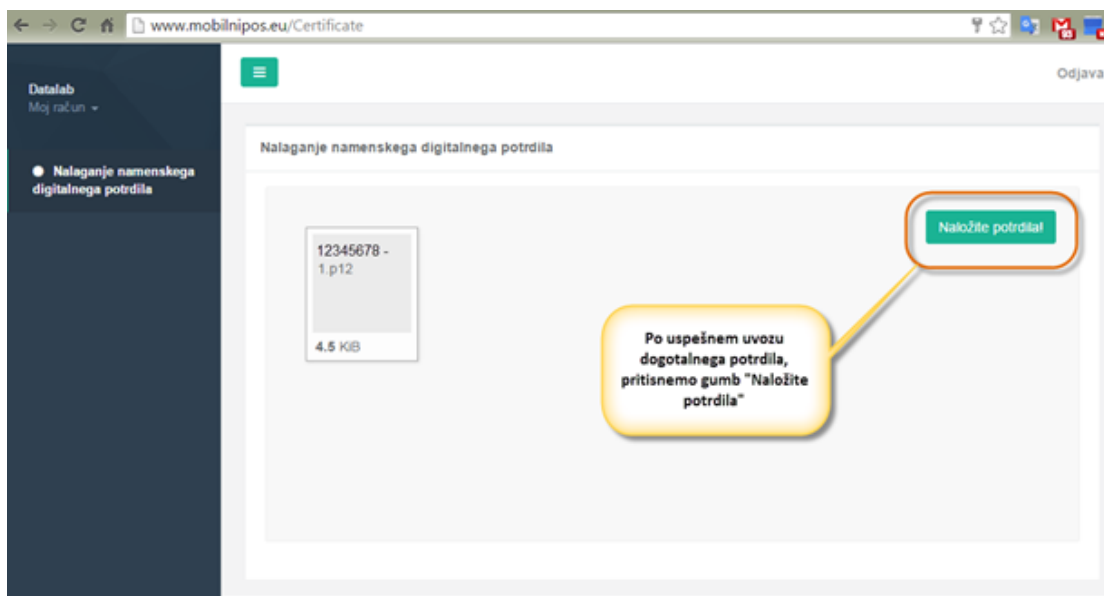 www.mobilnipos.eu/Certificate
Datalab
Moj račun
Odjava
Nalaganje namenskega
digitalnega potrdila
Nalaganje namenskega digitalnega potrdila
12345678 -
1.p12
4.5 KiB
Naložite potrdila!
Po uspešnem uvozu
dogotalnega potrdila,
pritisnemo gumb "Naložite
potrdila"